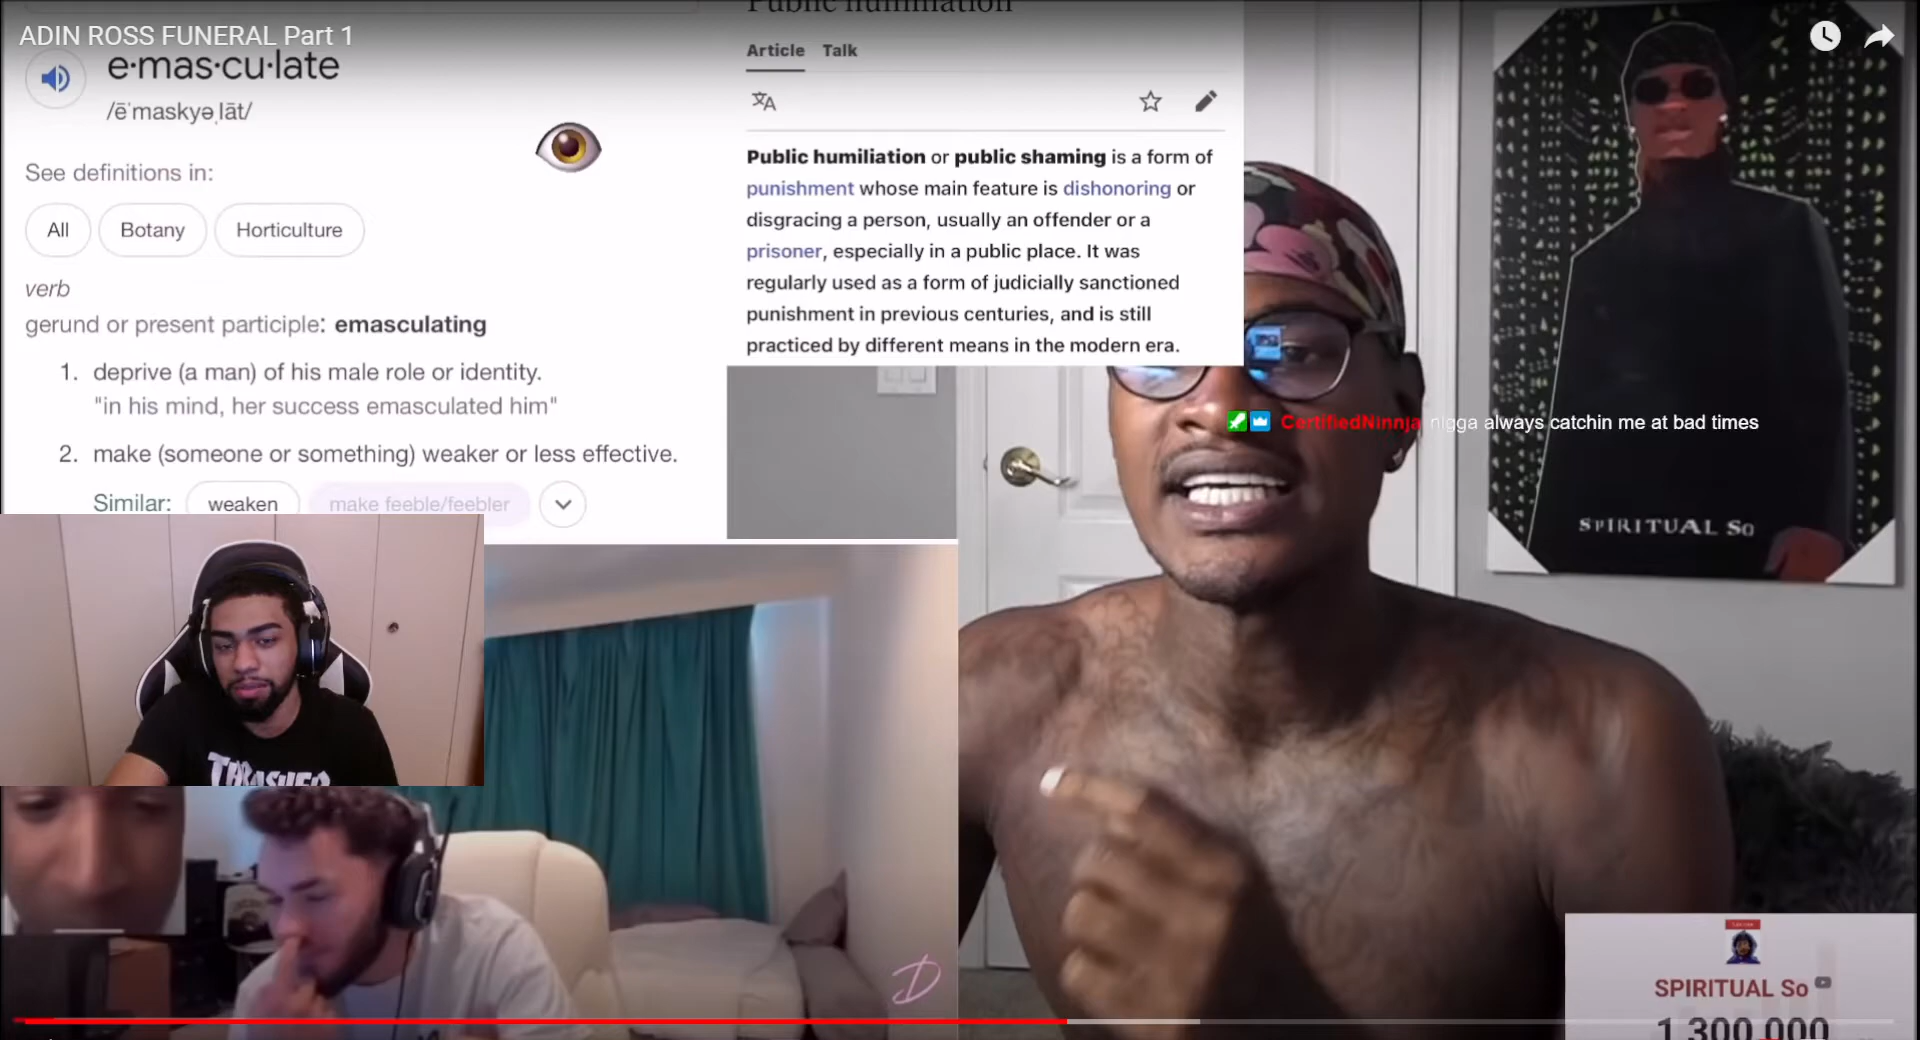 ADIN ROSS FUNERAL Part 1
e·mas·cu·late
/ēˈmaskyəˌlāt/
See definitions in:
All
Botany
Horticulture
verb
gerund or present participle: emasculating
1. deprive (a man) of his male role or identity.
"in his mind, her success emasculated him"
2. make (someone or something) weaker or less effective.
Similar:
weaken
make feeble/feebler
Public humiliation
Article Talk
Public humiliation or public shaming is a form of
punishment whose main feature is dishonoring or
disgracing a person, usually an offender or a
prisoner, especially in a public place. It was
regularly used as a form of judicially sanctioned
punishment in previous centuries, and is still
practiced by different means in the modern era.
CertifiedNinnja nigga always catchin me at bad times
SPIRITUAL So
THRASHER
D
SPIRITUAL So
1,300,000